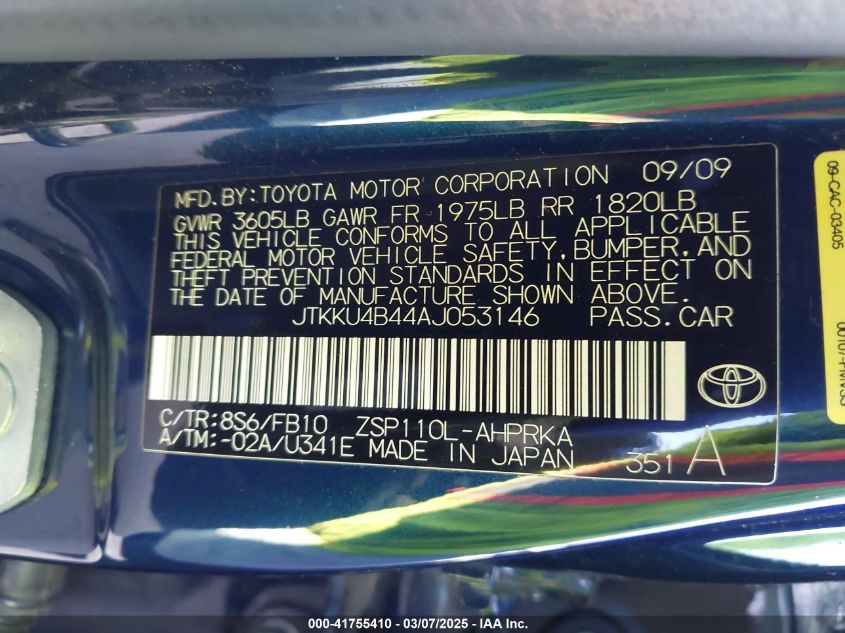 MFD.BY:TOYOTA MOTOR CORPORATION 09/09
GVWR 3605LB GAWR FR 1975LB RR 1820LB
THIS VEHICLE CONFORMS TO ALL APPLICABLE
FEDERAL MOTOR VEHICLE SAFETY,BUMPER,AND
THEFT PREVENTION STANDARDS IN EFFECT ON
THE DATE OF MANUFACTURE SHOWN ABOVE.
JTKKU4B44AJ053146 PASS.CAR
C/TR:8S6/FB10 ZSP110L-AHPRKA
A/TM:-02A/U341E MADE IN JAPAN 351 A
09-CAC-03405
000-41755410 - 03/07/2025 - IAA Inc.